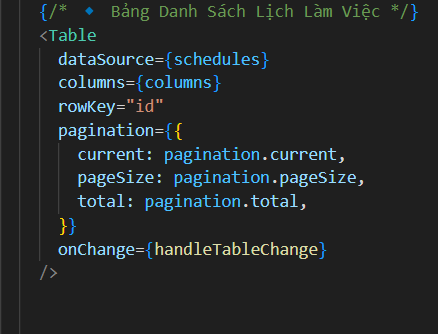 {/* 🔹 Bảng Danh Sách Lịch Làm Việc */}
<Table
dataSource={schedules}
columns={columns}
rowKey="id"
pagination={{
current: pagination.current,
pageSize: pagination.pageSize,
total: pagination.total,
}}
onChange={handleTableChange}
/>